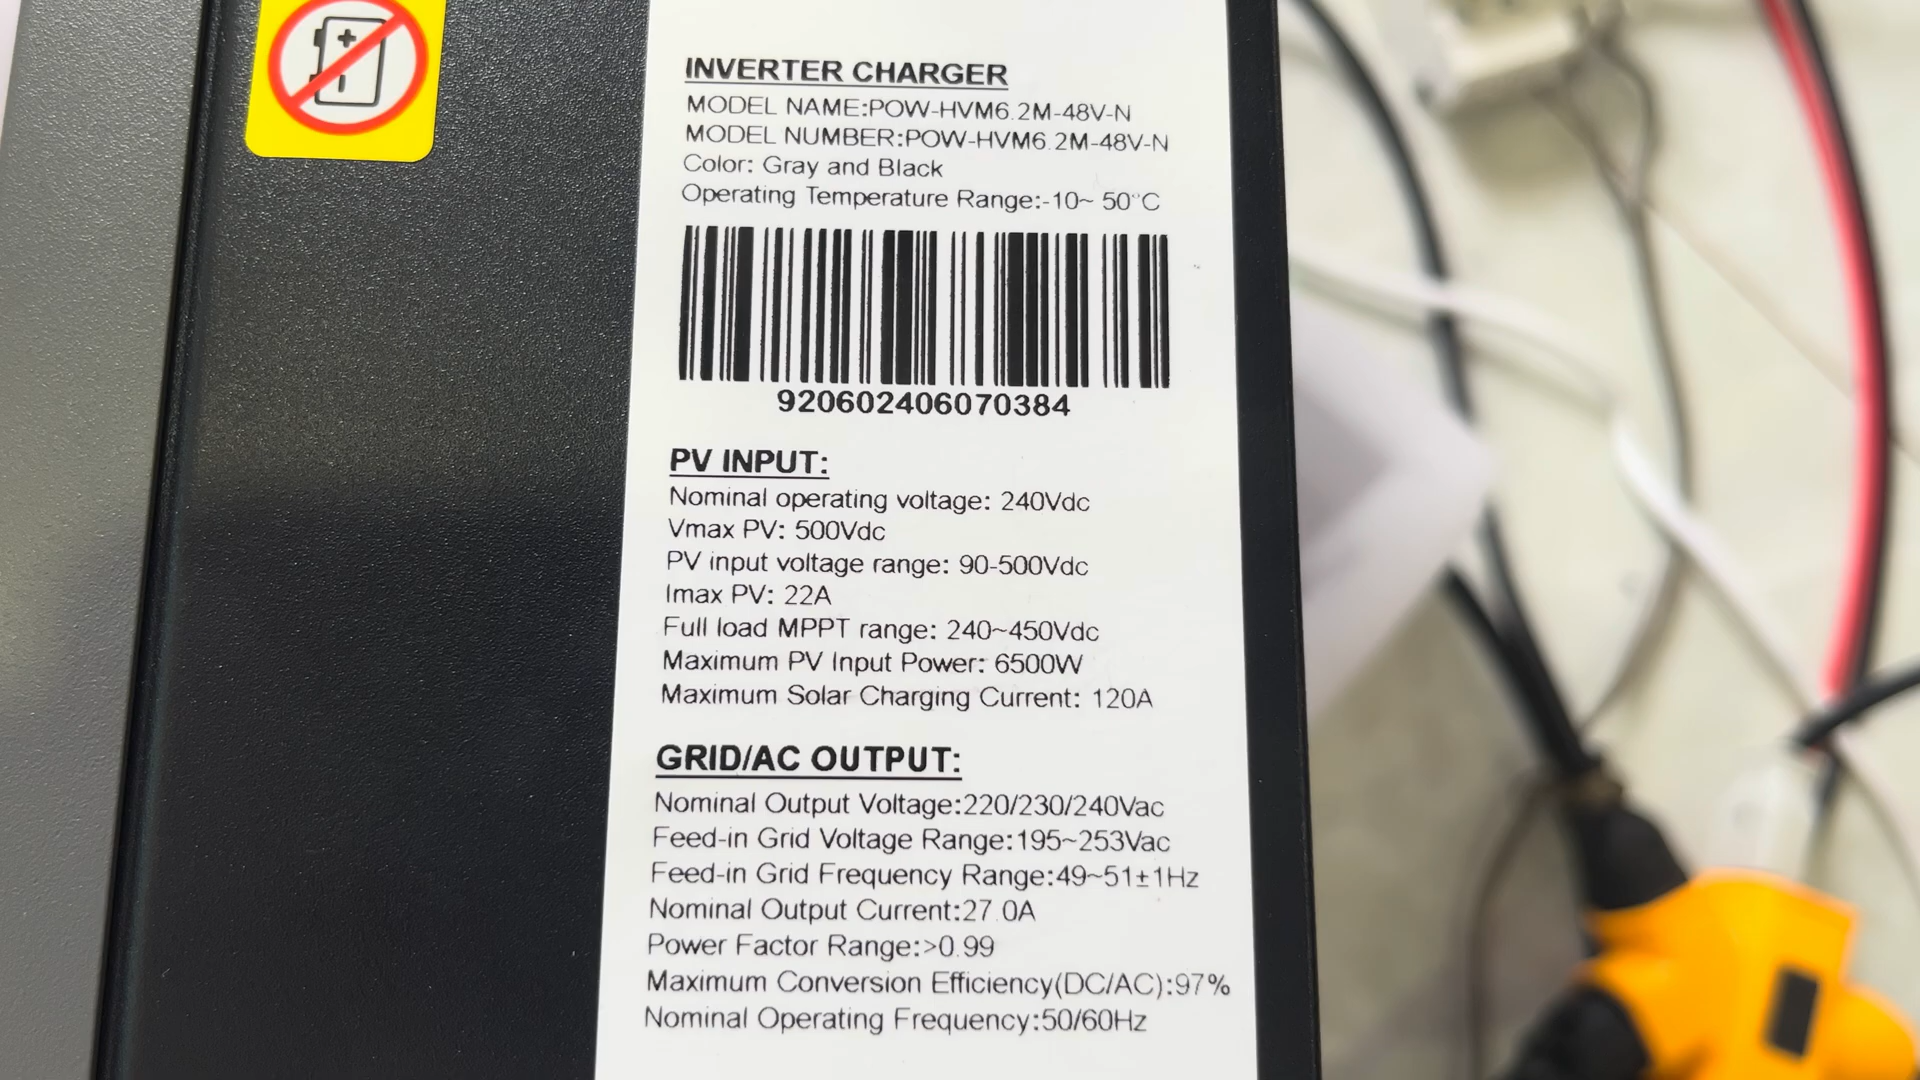 INVERTER CHARGER
MODEL NAME:POW-HVM6.2M-48V-N
MODEL NUMBER:POW-HVM6.2M-48V-N
Color: Gray and Black
Operating Temperature Range:-10~ 50°C
920602406070384
PV INPUT:
Nominal operating voltage: 240Vdc
Vmax PV: 500Vdc
PV input voltage range: 90-500Vdc
Imax PV: 22A
Full load MPPT range: 240~450Vdc
Maximum PV Input Power: 6500W
Maximum Solar Charging Current: 120A
GRID/AC OUTPUT:
Nominal Output Voltage:220/230/240Vac
Feed-in Grid Voltage Range:195~253Vac
Feed-in Grid Frequency Range:49~51±1Hz
Nominal Output Current:27.0A
Power Factor Range:>0.99
Maximum Conversion Efficiency(DC/AC):97%
Nominal Operating Frequency:50/60Hz